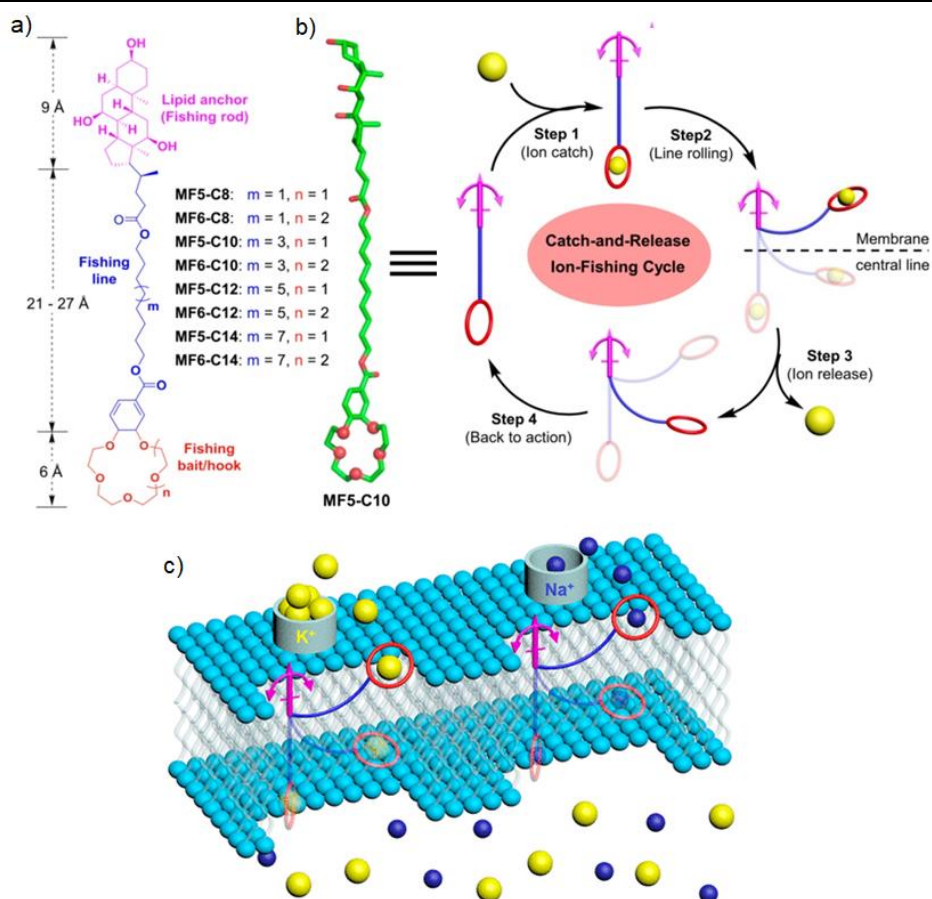 a)
9 Å
21 - 27 Å
6 Å
OH
H
H
H
H
HO
OH
Lipid anchor
(Fishing rod)
O
O
Fishing
line
m
O
O
O
O
O
O
O
n
Fishing
bait/hook
MF5-C8: m = 1, n = 1
MF6-C8: m = 1, n = 2
MF5-C10: m = 3, n = 1
MF6-C10: m = 3, n = 2
MF5-C12: m = 5, n = 1
MF6-C12: m = 5, n = 2
MF5-C14: m = 7, n = 1
MF6-C14: m = 7, n = 2
b)
MF5-C10
Step 1
(Ion catch)
Step2
(Line rolling)
Catch-and-Release
Ion-Fishing Cycle
Membrane
central line
Step 3
(Ion release)
Step 4
(Back to action)
c)
K+
Na+